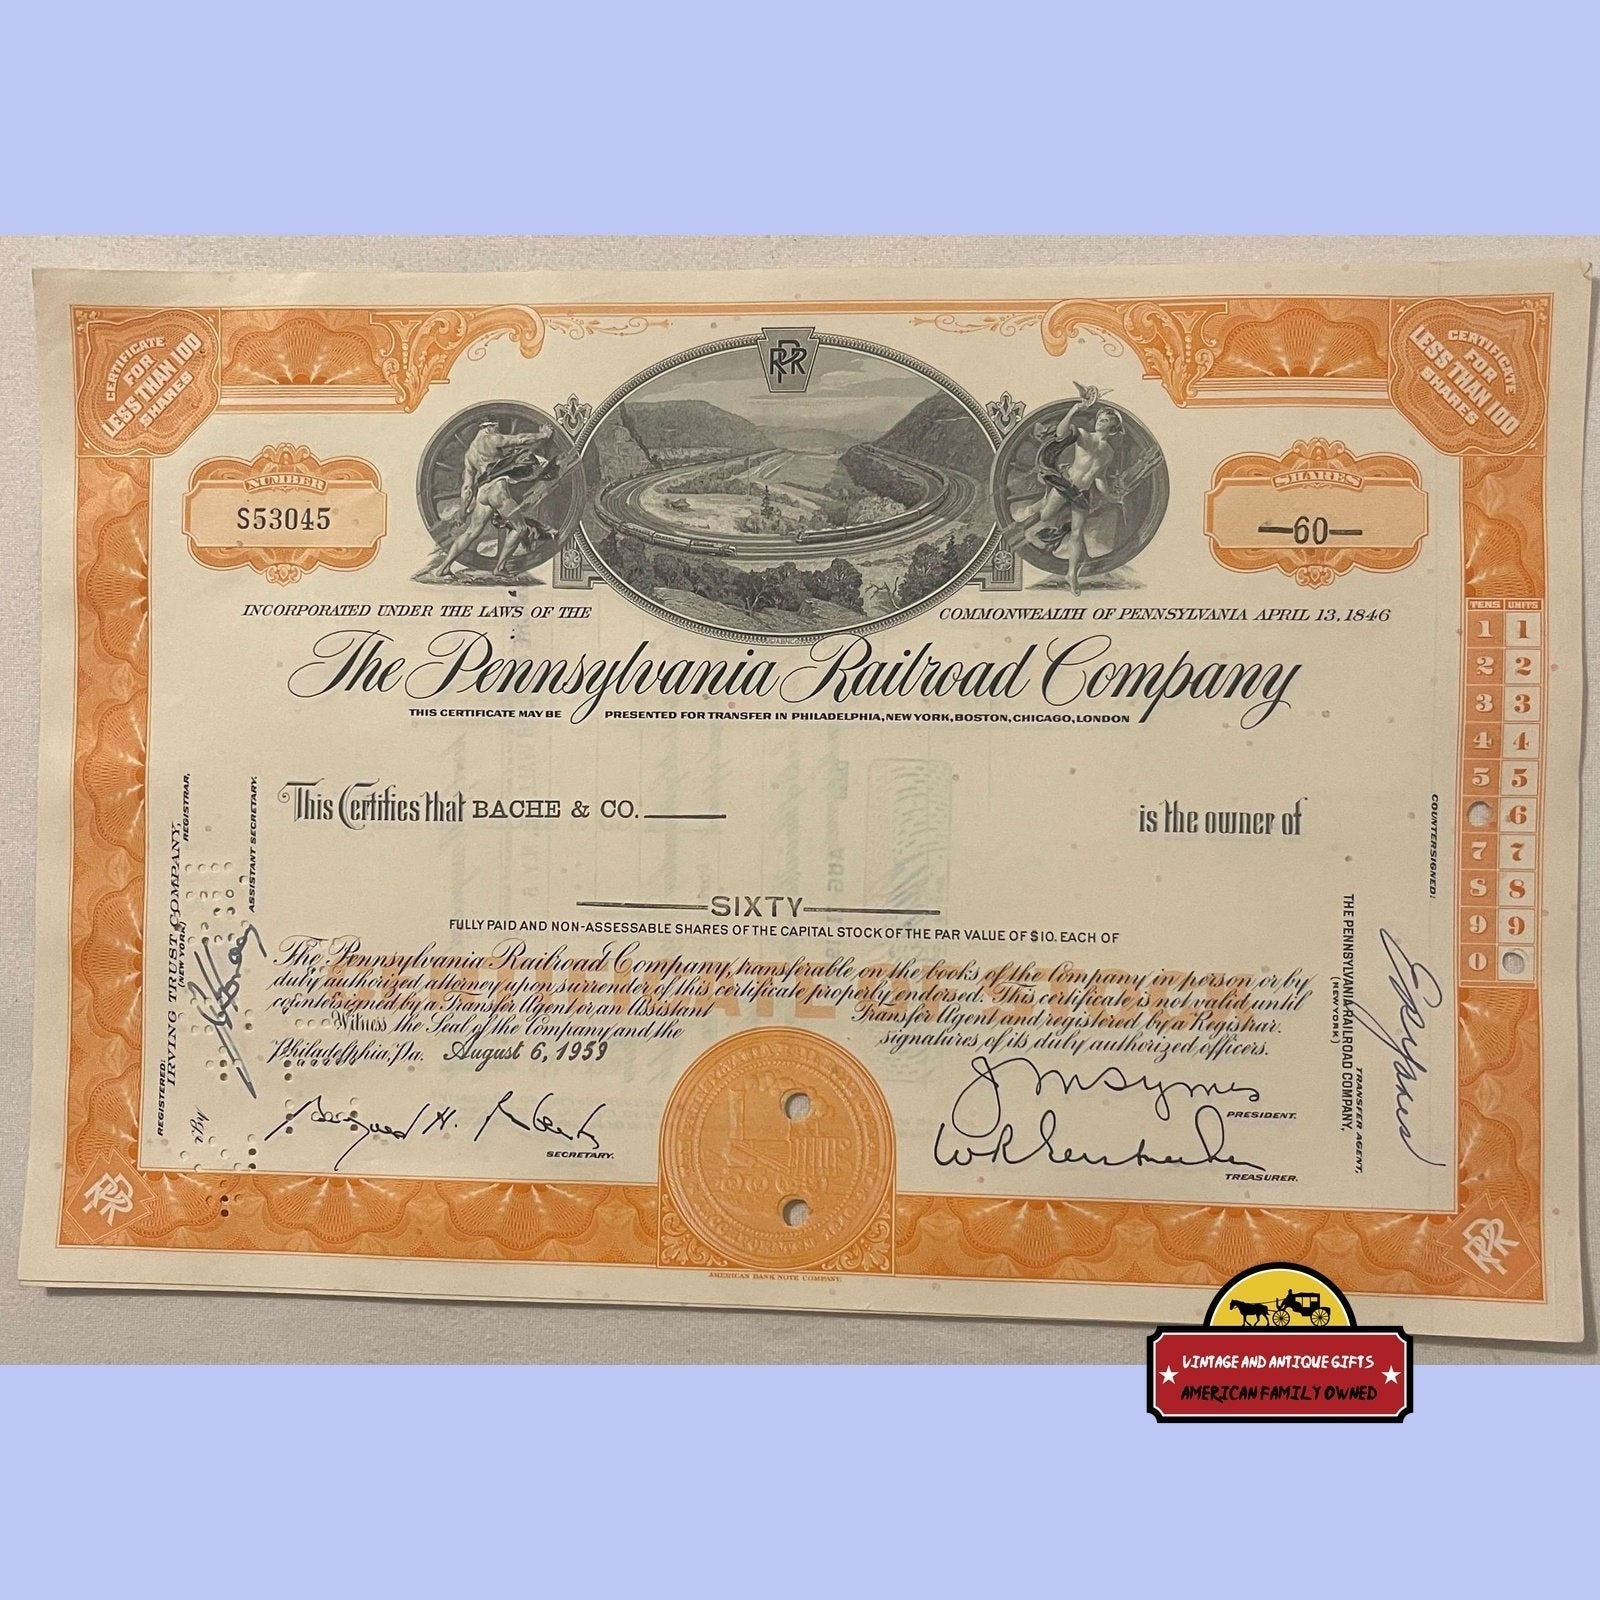 CERTIFICATE
FOR
LESS THAN 100
SHARES
PRR
CERTIFICATE
FOR
LESS THAN 100
SHARES
NUMBER
S53045
SHARES
—60—
INCORPORATED UNDER THE LAWS OF THE COMMONWEALTH OF PENNSYLVANIA APRIL 13, 1846
The Pennsylvania Railroad Company
THIS CERTIFICATE MAY BE PRESENTED FOR TRANSFER IN PHILADELPHIA, NEW YORK, BOSTON, CHICAGO, LONDON
This Certifies that BACHE & CO. is the owner of
SIXTY
FULLY PAID AND NON-ASSESSABLE SHARES OF THE CAPITAL STOCK OF THE PAR VALUE OF $10. EACH OF
The Pennsylvania Railroad Company, transferable on the books of the Company in person or by
duly authorized attorney upon surrender of this certificate properly endorsed. This certificate is not valid until
countersigned by a Transfer Agent or an Assistant Transfer Agent and registered by a Registrar.
Witness the Seal of the Company and the signatures of its duly authorized officers.
Philadelphia, Pa. August 6, 1959
SECRETARY.
J M Symes
PRESIDENT.
TREASURER.
REGISTERED:
IRVING TRUST COMPANY,
(NEW YORK)
REGISTRAR,
ASSISTANT SECRETARY.
COUNTERSIGNED:
THE PENNSYLVANIA RAILROAD COMPANY,
(NEW YORK)
TRANSFER AGENT,
TENS UNITS
1 1
2 2
3 3
4 4
5 5
6
7 7
8 8
9 9
0
PRR
PRR
AMERICAN BANK NOTE COMPANY.
VINTAGE AND ANTIQUE GIFTS
AMERICAN FAMILY OWNED